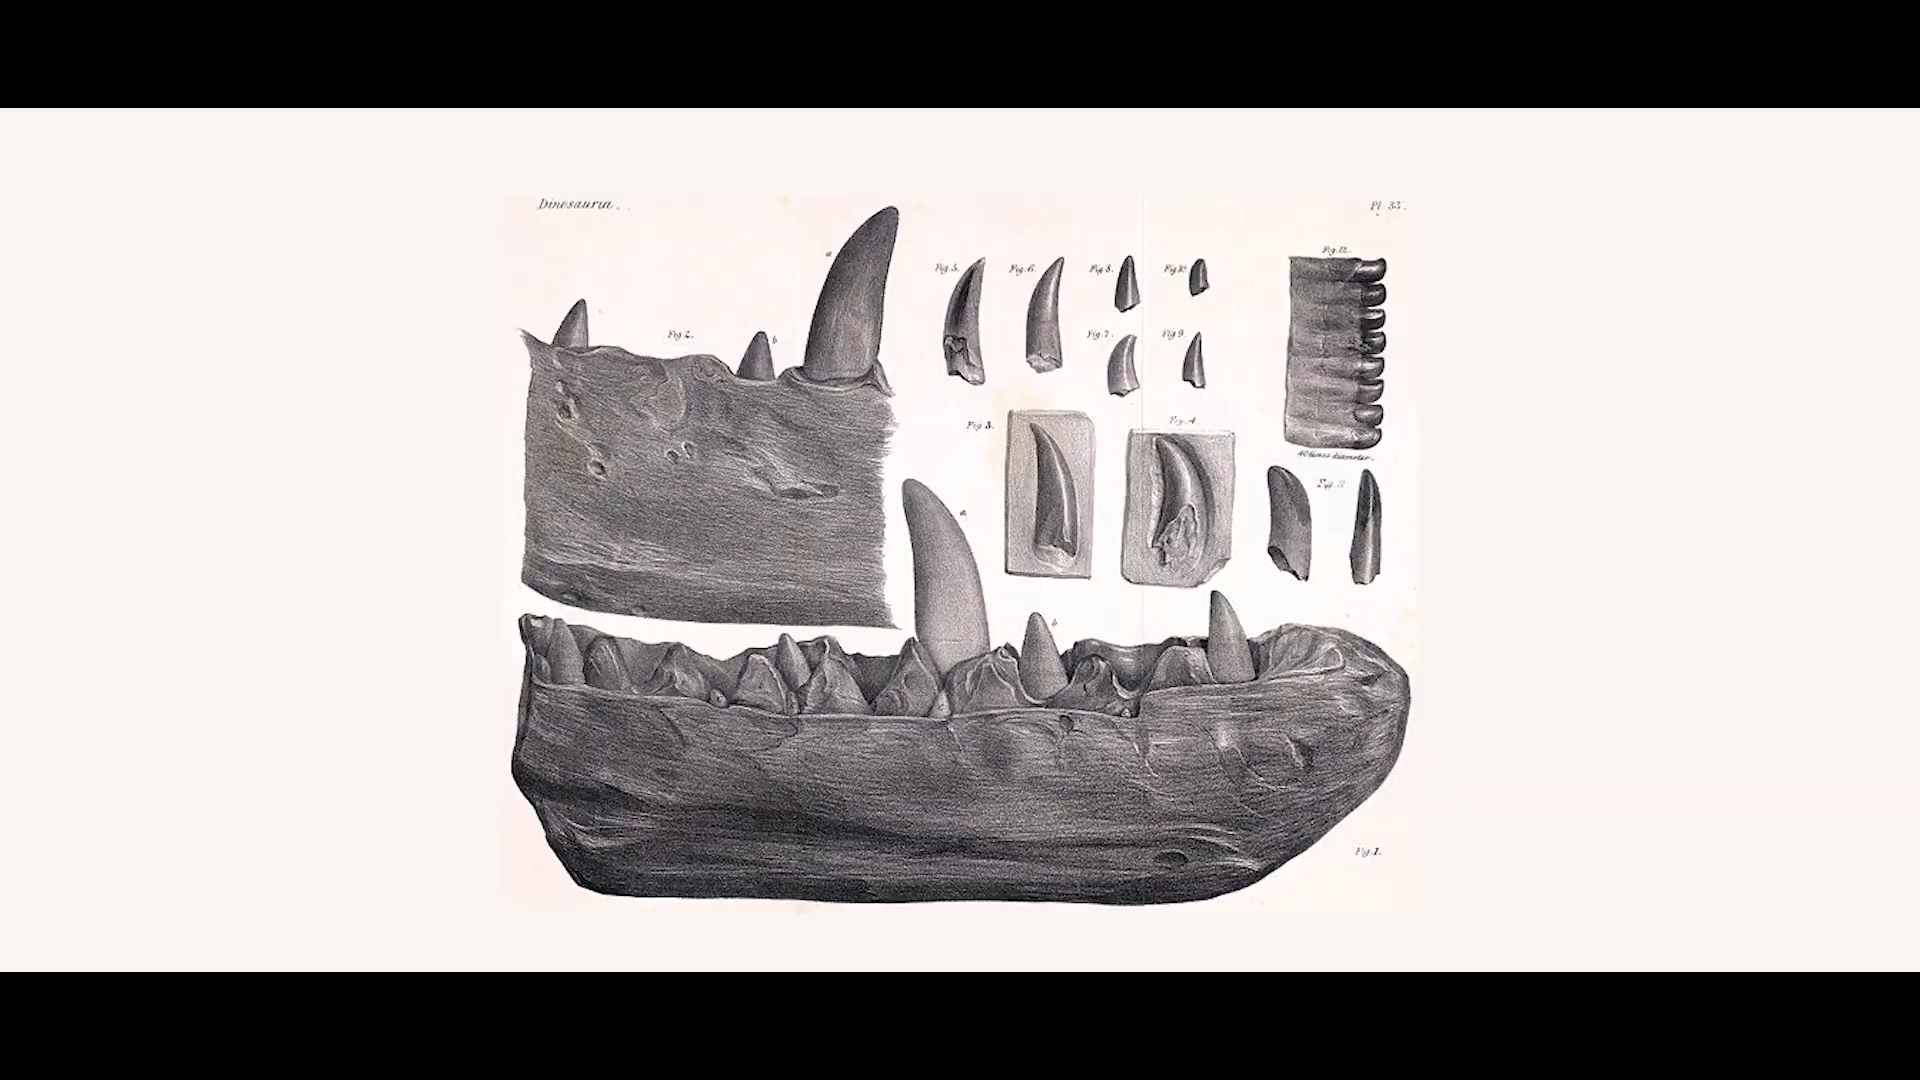 Dinosauria.
Pl 33.
a
Fig. 2.
b
Fig. 5.
Fig. 6.
Fig. 8.
Fig. 10.
Fig. 12.
Fig. 7.
Fig. 9.
Fig. 3.
Fig. 4.
40 times diameter.
Fig. 11
a
b
Fig. 1.